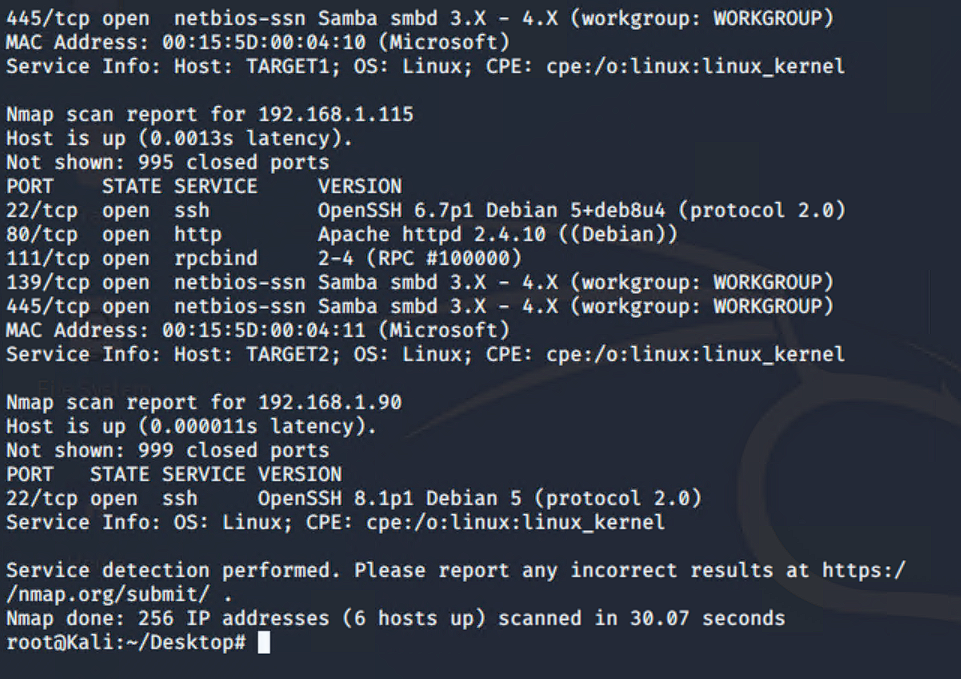 445/tcp open  netbios-ssn Samba smbd 3.X - 4.X (workgroup: WORKGROUP)
MAC Address: 00:15:5D:00:04:10 (Microsoft)
Service Info: Host: TARGET1; OS: Linux; CPE: cpe:/o:linux:linux_kernel
Nmap scan report for 192.168.1.115
Host is up (0.0013s latency).
Not shown: 995 closed ports
PORT    STATE SERVICE     VERSION
22/tcp  open  ssh         OpenSSH 6.7p1 Debian 5+deb8u4 (protocol 2.0)
80/tcp  open  http        Apache httpd 2.4.10 ((Debian))
111/tcp open  rpcbind     2-4 (RPC #100000)
139/tcp open  netbios-ssn Samba smbd 3.X - 4.X (workgroup: WORKGROUP)
445/tcp open  netbios-ssn Samba smbd 3.X - 4.X (workgroup: WORKGROUP)
MAC Address: 00:15:5D:00:04:11 (Microsoft)
Service Info: Host: TARGET2; OS: Linux; CPE: cpe:/o:linux:linux_kernel
File System
Nmap scan report for 192.168.1.90
Host is up (0.000011s latency).
Not shown: 999 closed ports
PORT   STATE SERVICE VERSION
22/tcp open  ssh     OpenSSH 8.1p1 Debian 5 (protocol 2.0)
Service Info: OS: Linux; CPE: cpe:/o:linux:linux_kernel
Service detection performed. Please report any incorrect results at https:/
/nmap.org/submit/ .
Nmap done: 256 IP addresses (6 hosts up) scanned in 30.07 seconds
root@Kali:~/Desktop#